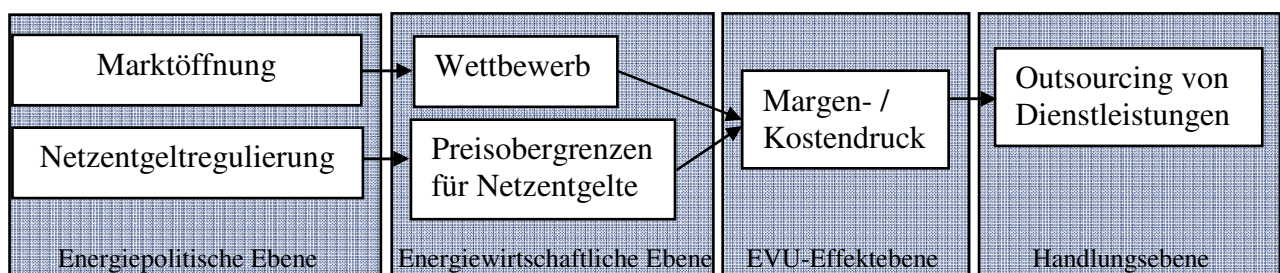 Marktöffnung
Netzentgeltregulierung
Energiepolitische Ebene
Wettbewerb
Preisobergrenzen
für Netzentgelte
Energiewirtschaftliche Ebene
Margen- /
Kostendruck
EVU-Effektebene
Outsourcing von
Dienstleistungen
Handlungsebene